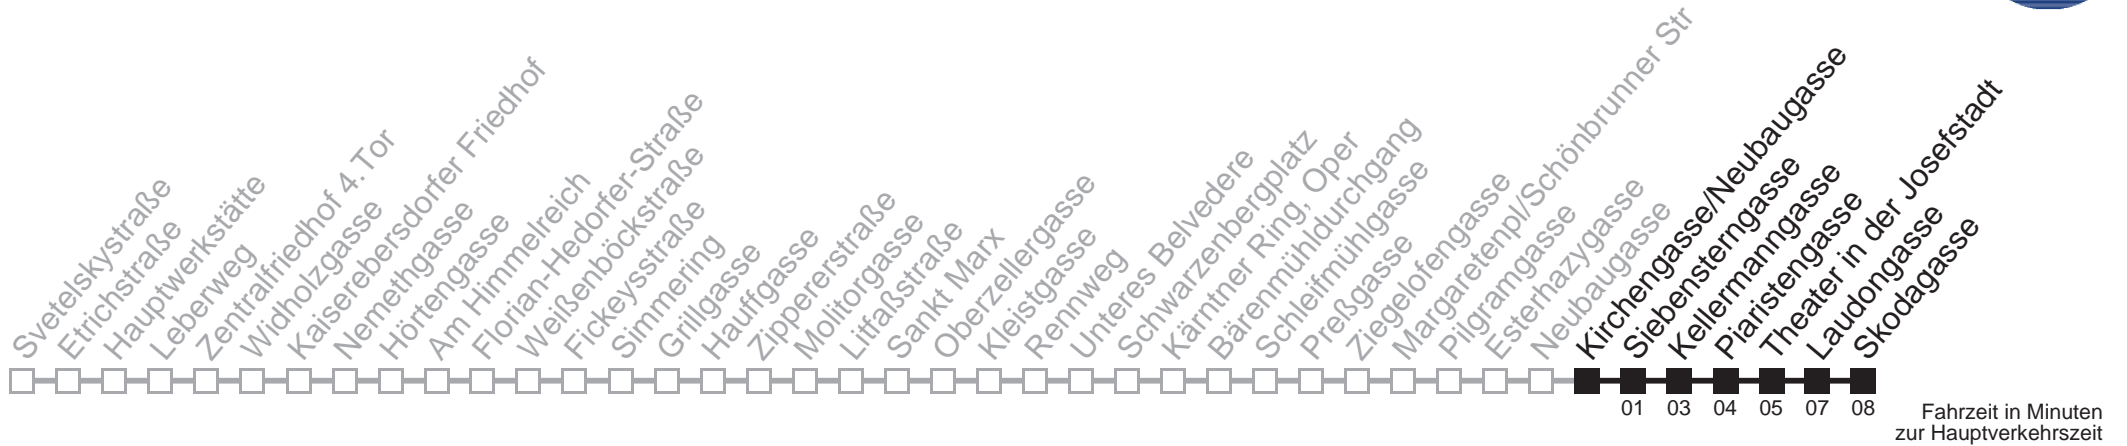 Svetelskystraße
Etrichstraße
Hauptwerkstätte
Leberweg
Zentralfriedhof 4.Tor
Widholzgasse
Kaiserebersdorfer Friedhof
Nemethgasse
Hörtengasse
Am Himmelreich
Florian-Hedorfer-Straße
Weißenböckstraße
Fickeysstraße
Simmering
Grillgasse
Hauffgasse
Zippererstraße
Molitorgasse
Litfaßstraße
Sankt Marx
Oberzellergasse
Kleistgasse
Rennweg
Unteres Belvedere
Schwarzenbergplatz
Kärntner Ring, Oper
Bärenmühldurchgang
Schleifmühlgasse
Preßgasse
Ziegelofengasse
Margaretenpl/Schönbrunner Str
Pilgramgasse
Esterhazygasse
Neubaugasse
Kirchengasse/Neubaugasse
Siebensterngasse
Kellermanngasse
Piaristengasse
Theater in der Josefstadt
Laudongasse
Skodagasse
01 03 04 05 07 08
Fahrzeit in Minuten
zur Hauptverkehrszeit